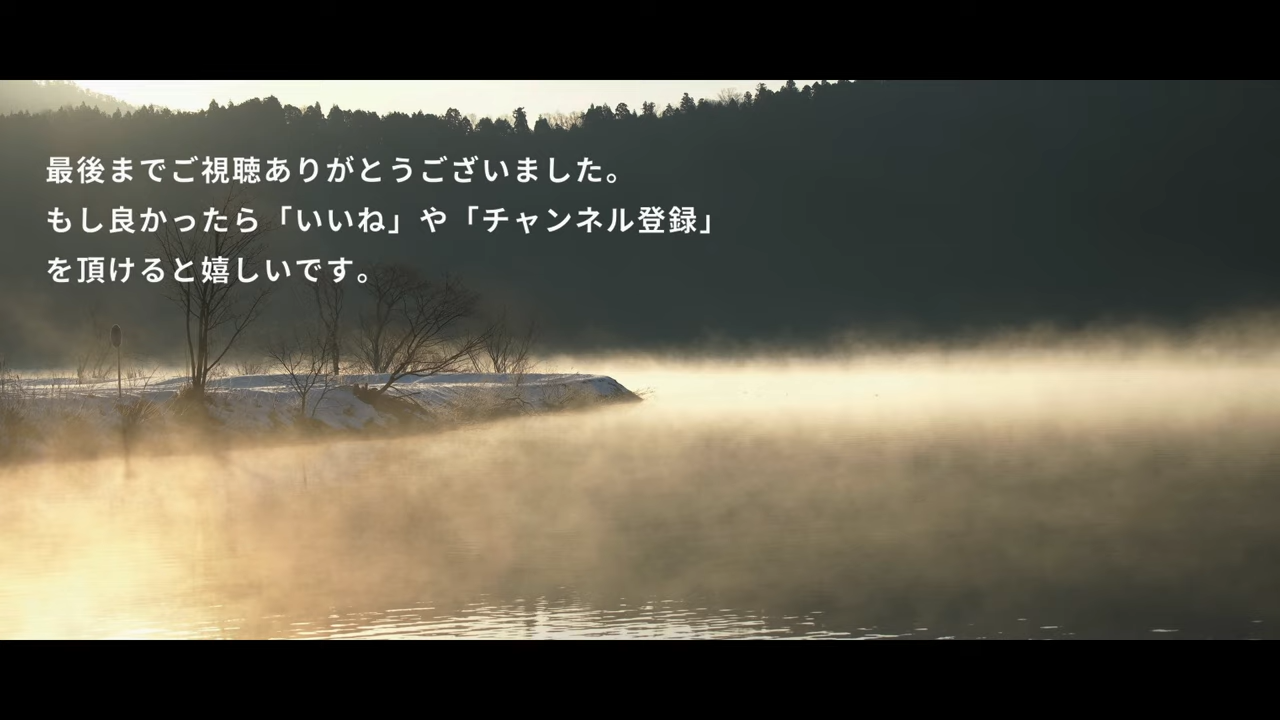 最後までご視聴ありがとうございました。
もし良かったら「いいね」や「チャンネル登録」
を頂けると嬉しいです。